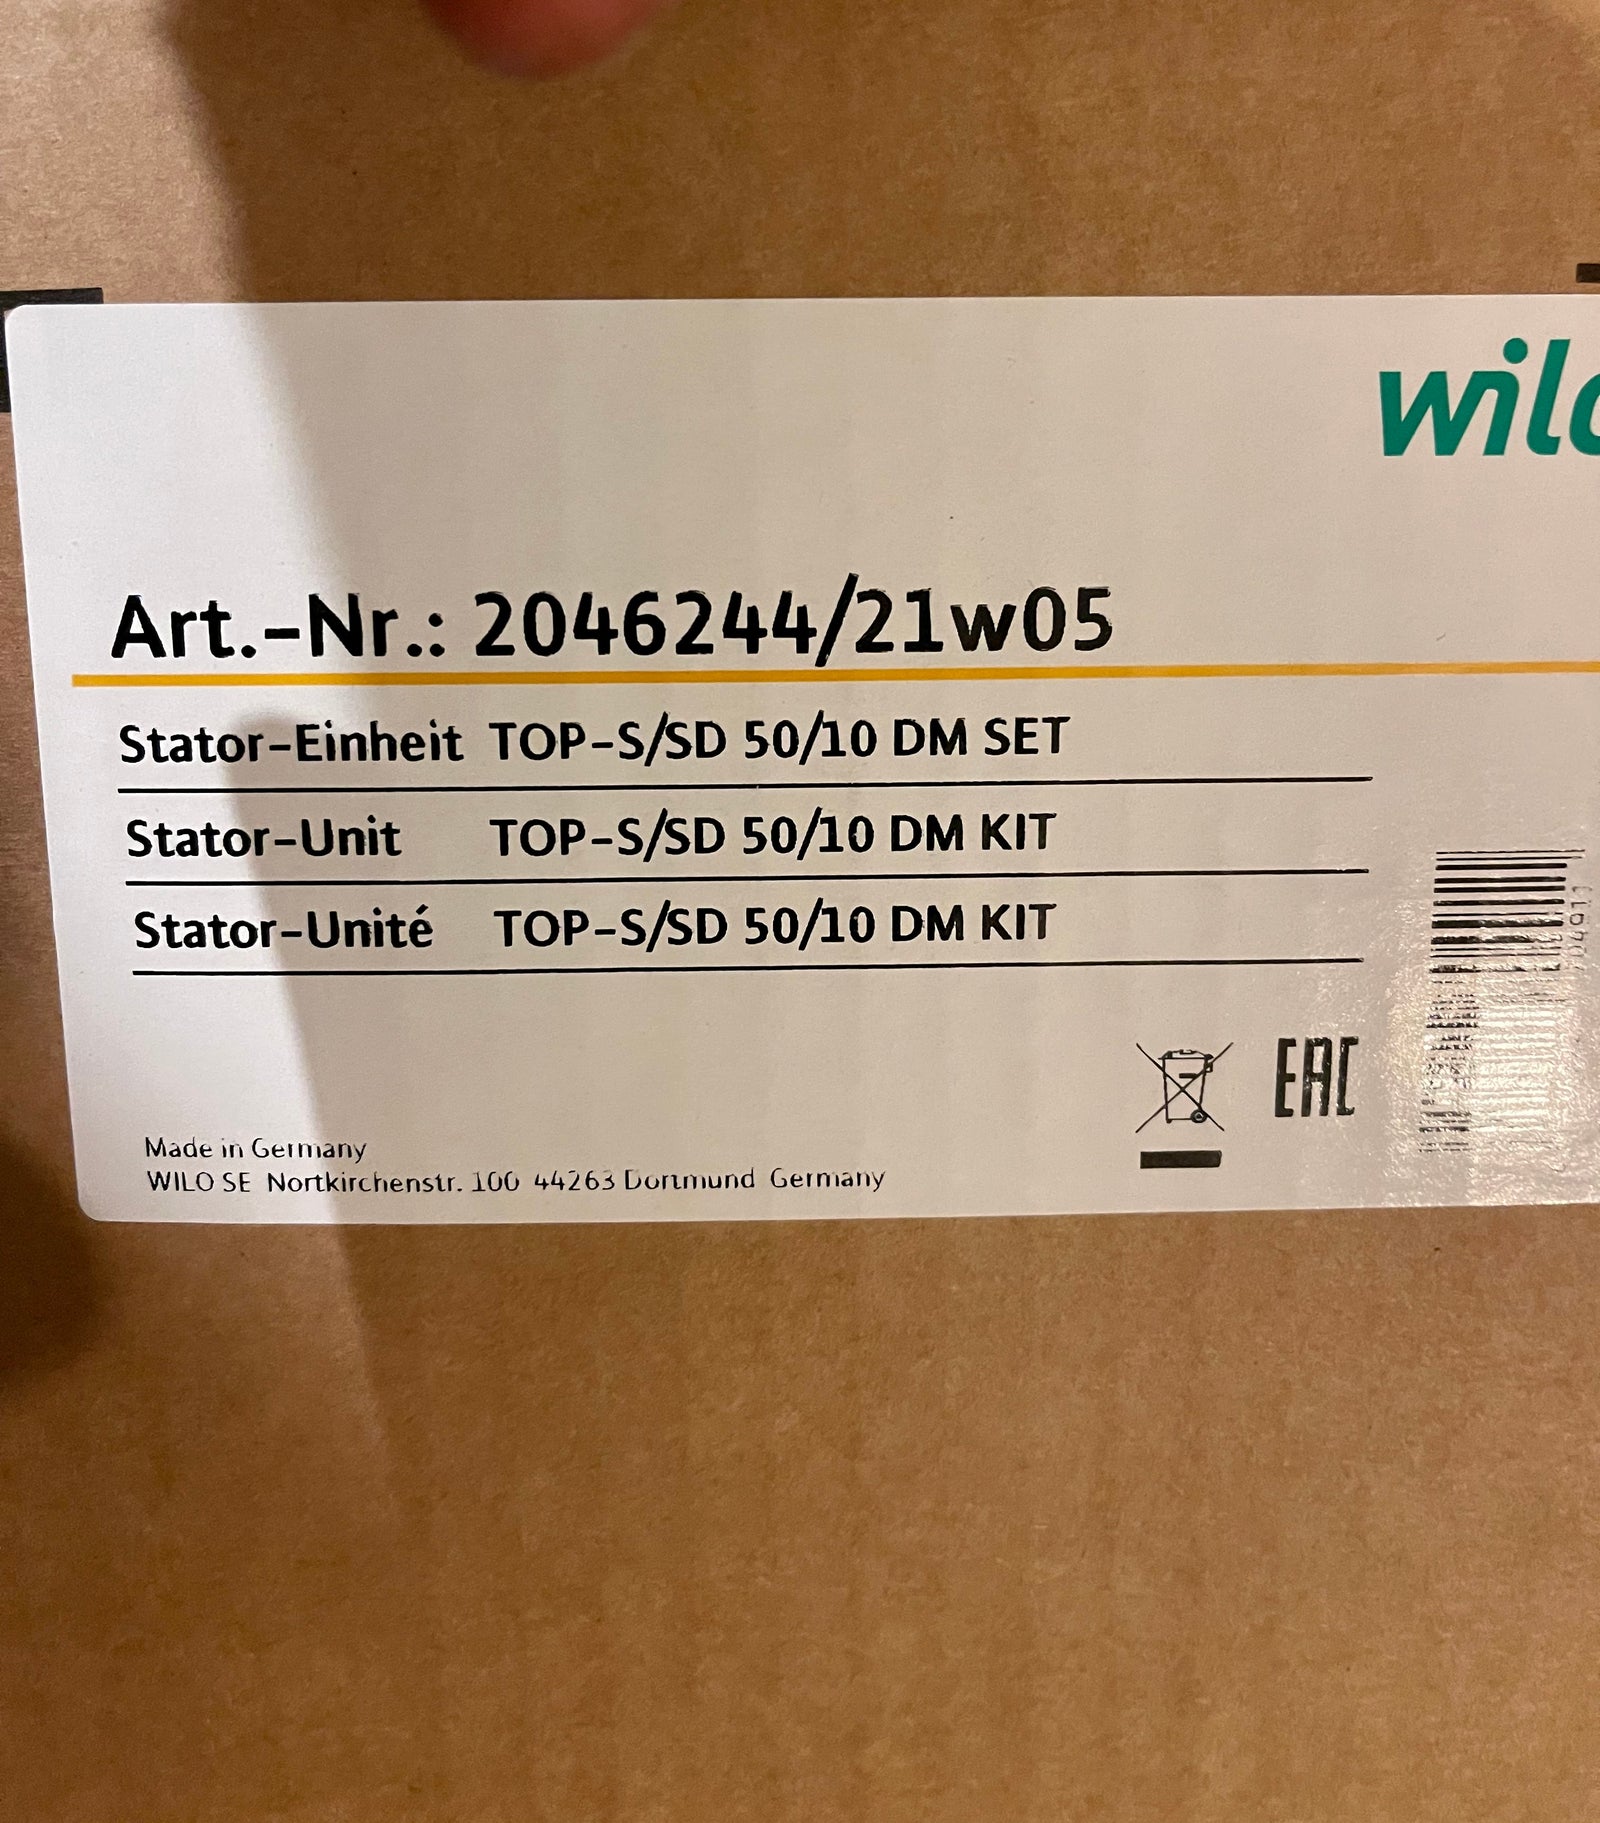 wilo
Art.-Nr.: 2046244/21w05
Stator-Einheit TOP-S/SD 50/10 DM SET
Stator-Unit TOP-S/SD 50/10 DM KIT
Stator-Unité TOP-S/SD 50/10 DM KIT
EAC
Made in Germany
WILO SE Nortkirchenstr. 100 44263 Dortmund Germany